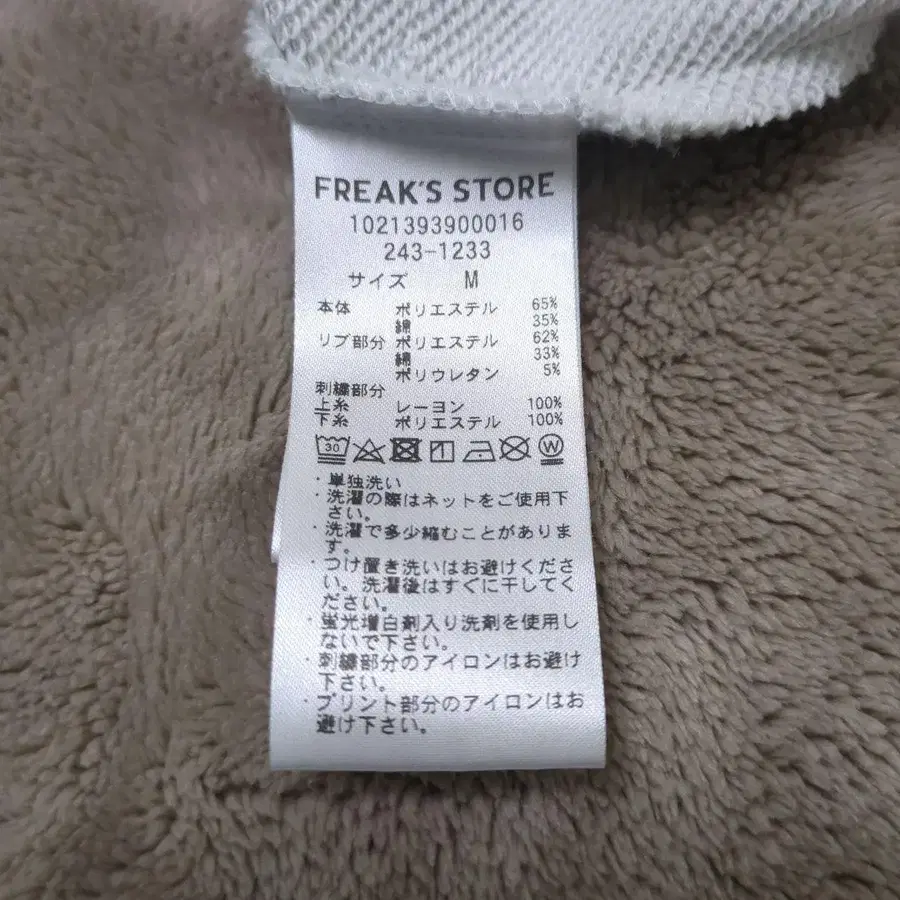 FREAK'S STORE
1021393900016
243-1233
サイズ M
本体 ポリエステル 65%
綿 35%
リブ部分 ポリエステル 62%
綿 33%
ポリウレタン 5%
刺繍部分
上糸 レーヨン 100%
下糸 ポリエステル 100%
30 W
・単独洗い
・洗濯の際はネットをご使用下
さい。
・洗濯で多少縮むことがありま
す。
・つけ置き洗いはお避けくださ
い。洗濯後はすぐに干してく
ださい。
・蛍光増白剤入り洗剤を使用し
ないで下さい。
・刺繍部分のアイロンはお避け
下さい。
・プリント部分のアイロンはお
避け下さい。